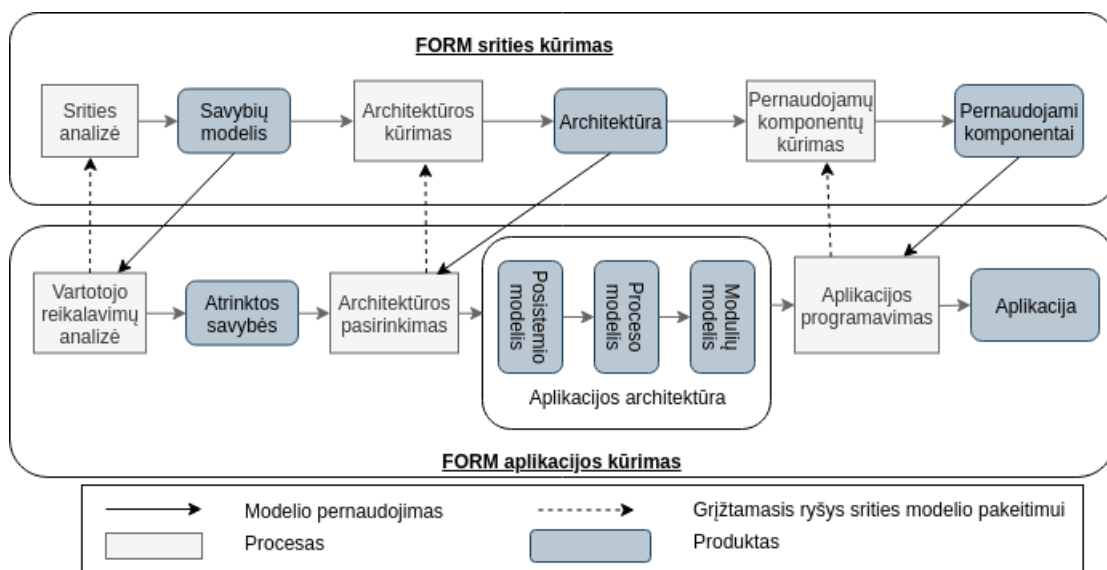 FORM srities kūrimas
Srities
analizė
Savybių
modelis
Architektūros
kūrimas
Architektūra
Pernaudojamų
komponentų
kūrimas
Pernaudojami
komponentai
Vartotojo
reikalavimų
analizė
Atrinktos
savybės
Architektūros
pasirinkimas
Posistemio
modelis
Proceso
modelis
Modulių
modelis
Aplikacijos architektūra
Aplikacijos
programavimas
Aplikacija
FORM aplikacijos kūrimas
Modelio pernaudojimas
Grįžtamasis ryšys srities modelio pakeitimui
Procesas
Produktas